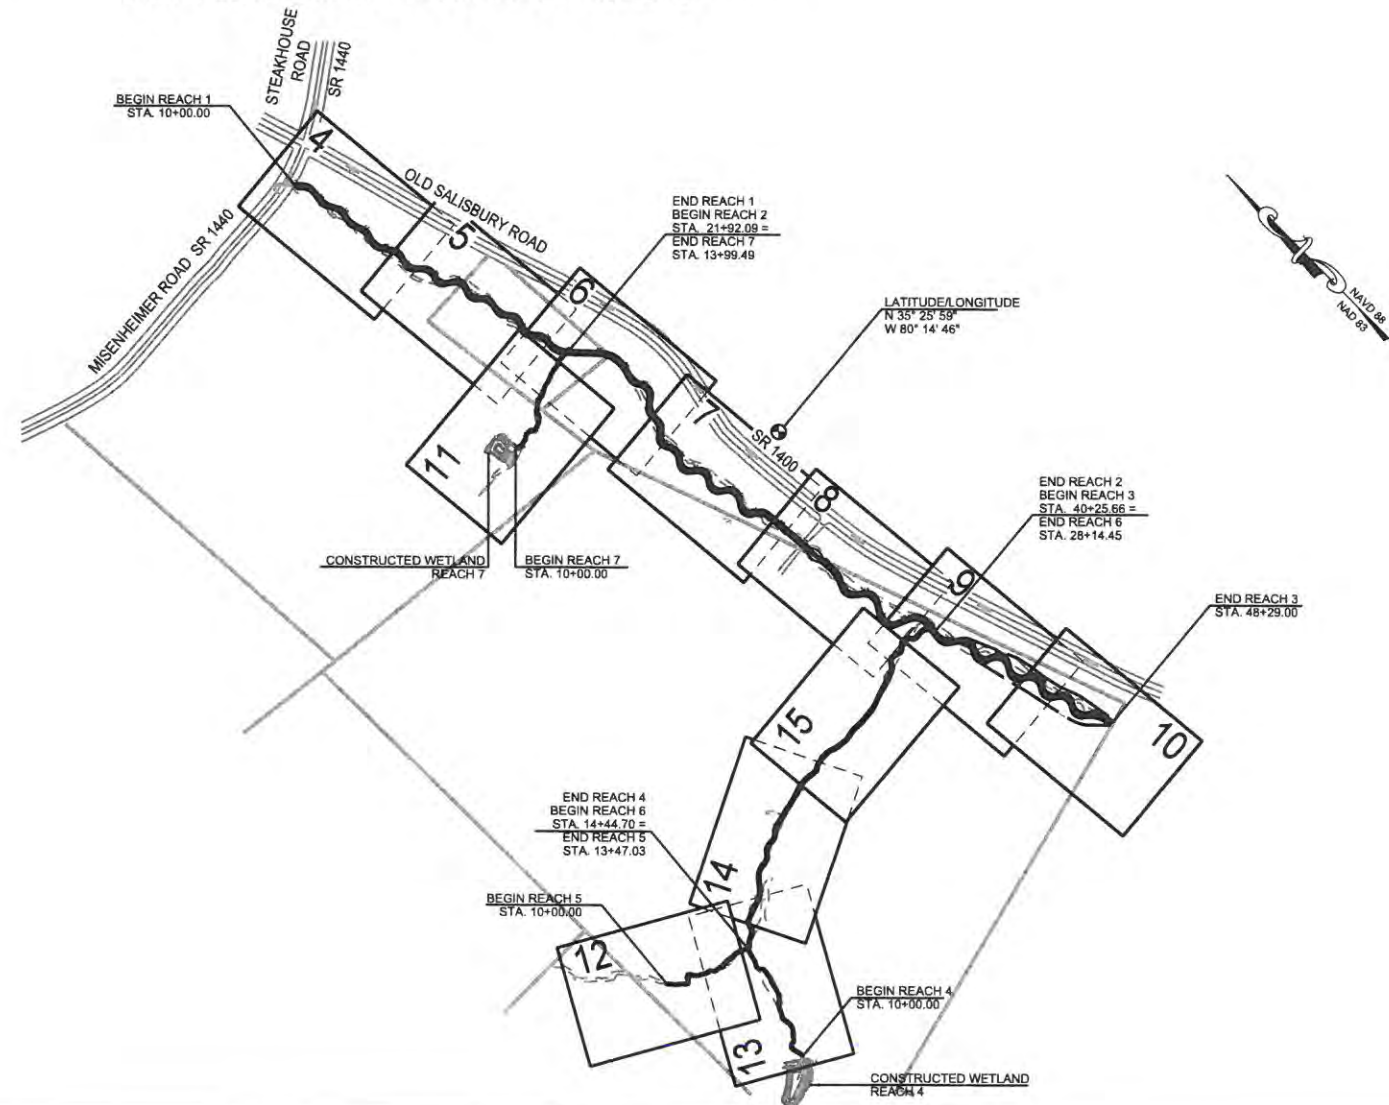 STEAKHOUSE
ROAD
SR 1440
BEGIN REACH 1
STA. 10+00.00
4
OLD SALISBURY ROAD
MISENHEIMER ROAD SR 1440
5
END REACH 1
BEGIN REACH 2
STA. 21+92.09 =
END REACH 7
STA. 13+99.49
6
LATITUDE/LONGITUDE
N 35° 25' 59"
W 80° 14' 46"
NAVD 88
NAD 83
7
SR 1400
11
8
END REACH 2
BEGIN REACH 3
STA. 40+25.66 =
END REACH 6
STA. 28+14.45
CONSTRUCTED WETLAND
REACH 7
BEGIN REACH 7
STA. 10+00.00
9
END REACH 3
STA. 48+29.00
15
10
END REACH 4
BEGIN REACH 6
STA. 14+44.70 =
END REACH 5
STA. 13+47.03
14
BEGIN REACH 5
STA. 10+00.00
12
BEGIN REACH 4
STA. 10+00.00
13
CONSTRUCTED WETLAND
REACH 4